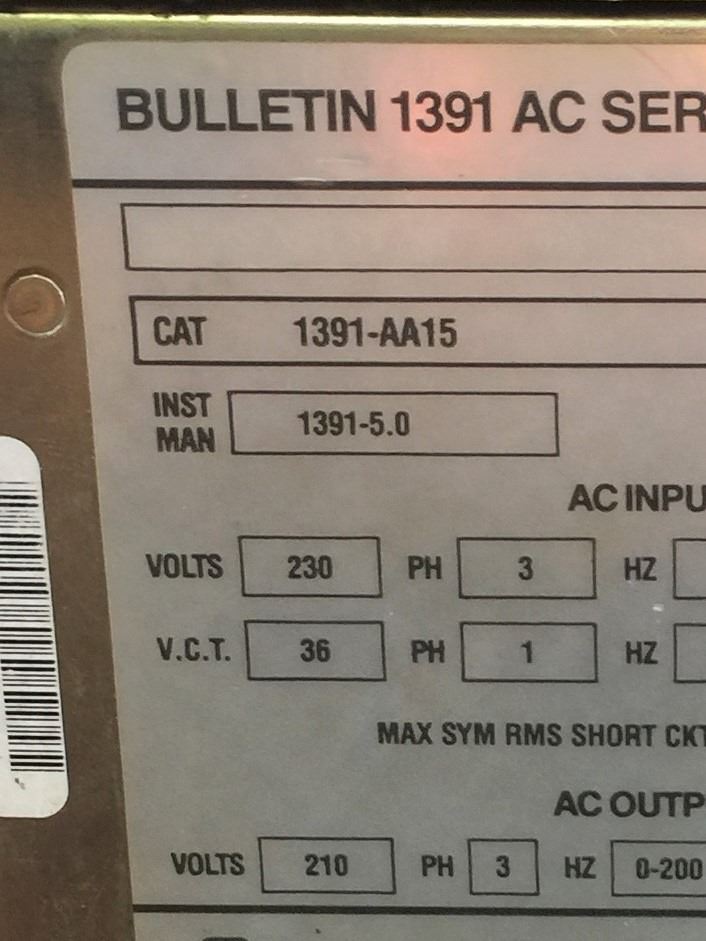 BULLETIN 1391 AC SER
CAT 1391-AA15
INST MAN 1391-5.0
AC INPU
VOLTS 230 PH 3 HZ
V.C.T. 36 PH 1 HZ
MAX SYM RMS SHORT CKT
AC OUTP
VOLTS 210 PH 3 HZ 0-200